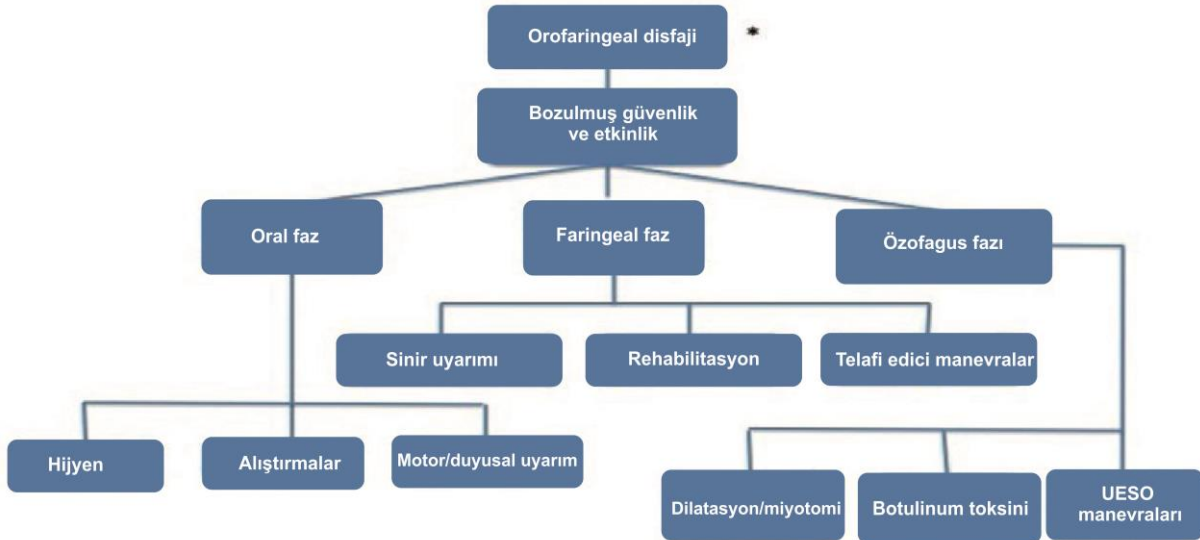 Orofaringeal disfaji *
Bozulmuş güvenlik
ve etkinlik
Oral faz
Faringeal faz
Özofagus fazı
Sinir uyarımı
Rehabilitasyon
Telafi edici manevralar
Hijyen
Alıştırmalar
Motor/duyusal uyarım
Dilatasyon/miyotomi
Botulinum toksini
UESO
manevraları